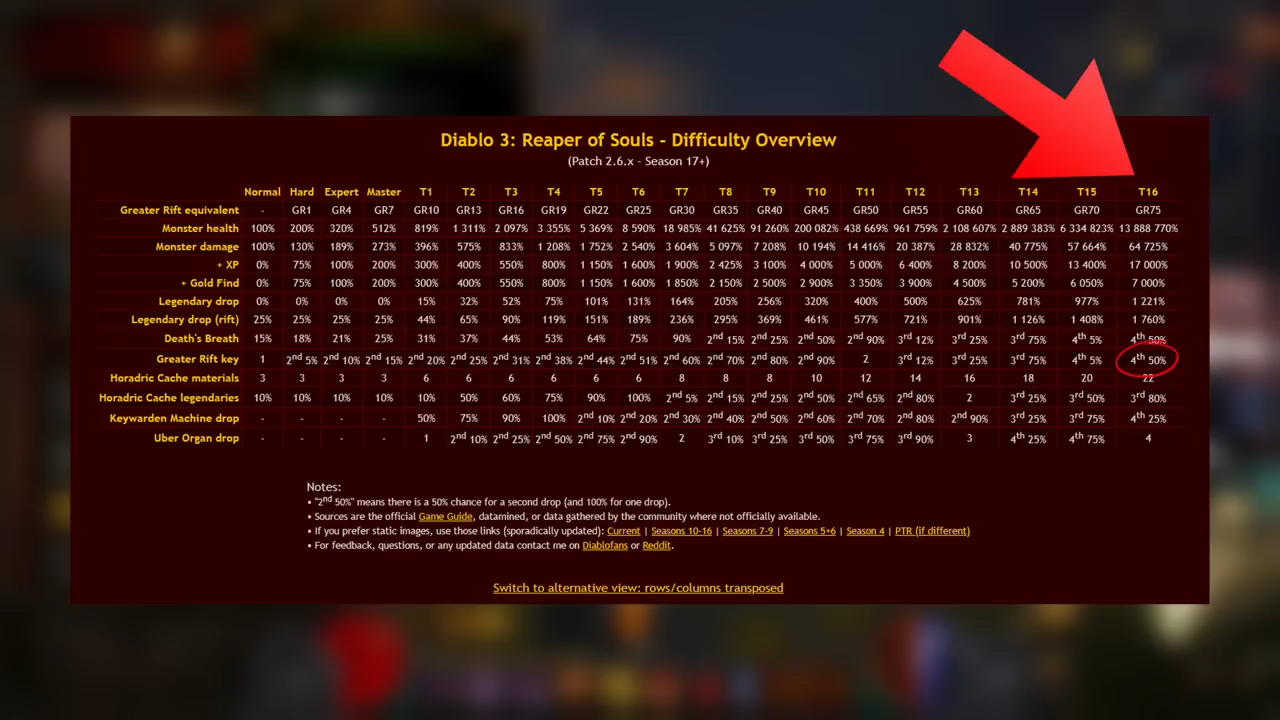 Diablo 3: Reaper of Souls - Difficulty Overview
(Patch 2.6.x - Season 17+)
Normal Hard Expert Master T1 T2 T3 T4 T5 T6 T7 T8 T9 T10 T11 T12 T13 T14 T15 T16
Greater Rift equivalent - GR1 GR4 GR7 GR10 GR13 GR16 GR19 GR22 GR25 GR30 GR35 GR40 GR45 GR50 GR55 GR60 GR65 GR70 GR75
Monster health 100% 200% 320% 512% 819% 1 311% 2 097% 3 355% 5 369% 8 590% 18 985% 41 625% 91 260% 200 082% 438 669% 961 759% 2 108 607% 2 889 383% 6 334 823% 13 888 770%
Monster damage 100% 130% 189% 273% 396% 575% 833% 1 208% 1 752% 2 540% 3 604% 5 097% 7 208% 10 194% 14 416% 20 387% 28 832% 40 775% 57 664% 64 725%
+ XP 0% 75% 100% 200% 300% 400% 550% 800% 1 150% 1 600% 1 900% 2 425% 3 100% 4 000% 5 000% 6 400% 8 200% 10 500% 13 400% 17 000%
+ Gold Find 0% 75% 100% 200% 300% 400% 550% 800% 1 150% 1 600% 1 850% 2 150% 2 500% 2 900% 3 350% 3 900% 4 500% 5 200% 6 050% 7 000%
Legendary drop 0% 0% 0% 0% 15% 32% 52% 75% 101% 131% 164% 205% 256% 320% 400% 500% 625% 781% 977% 1 221%
Legendary drop (rift) 25% 25% 25% 25% 44% 65% 90% 119% 151% 189% 236% 295% 369% 461% 577% 721% 901% 1 126% 1 408% 1 760%
Death's Breath 15% 18% 21% 25% 31% 37% 44% 53% 64% 75% 90% 2nd 15% 2nd 25% 2nd 50% 2nd 90% 3rd 12% 3rd 25% 3rd 75% 4th 5% 4th 50%
Greater Rift key 1 2nd 5% 2nd 10% 2nd 15% 2nd 20% 2nd 25% 2nd 31% 2nd 38% 2nd 44% 2nd 51% 2nd 60% 2nd 70% 2nd 80% 2nd 90% 2 3rd 12% 3rd 25% 3rd 75% 4th 5% 4th 50%
Horadric Cache materials 3 3 3 3 6 6 6 6 6 6 8 8 8 10 12 14 16 18 20 22
Horadric Cache legendaries 10% 10% 10% 10% 10% 50% 60% 75% 90% 100% 2nd 5% 2nd 15% 2nd 25% 2nd 50% 2nd 65% 2nd 80% 2 3rd 25% 3rd 50% 3rd 80%
Keywarden Machine drop - - - - 50% 75% 90% 100% 2nd 10% 2nd 20% 2nd 30% 2nd 40% 2nd 50% 2nd 60% 2nd 70% 2nd 80% 2nd 90% 3rd 25% 3rd 75% 4th 25%
Uber Organ drop - - - - 1 2nd 10% 2nd 25% 2nd 50% 2nd 75% 2nd 90% 2 3rd 10% 3rd 25% 3rd 50% 3rd 75% 3rd 90% 3 4th 25% 4th 75% 4
Notes:
• "2nd 50%" means there is a 50% chance for a second drop (and 100% for one drop).
• Sources are the official Game Guide, datamined, or data gathered by the community where not officially available.
• If you prefer static images, use those links (sporadically updated): Current | Seasons 10-16 | Seasons 7-9 | Seasons 5+6 | Season 4 | PTR (if different)
• For feedback, questions, or any updated data contact me on Diablofans or Reddit.
Switch to alternative view: rows/columns transposed